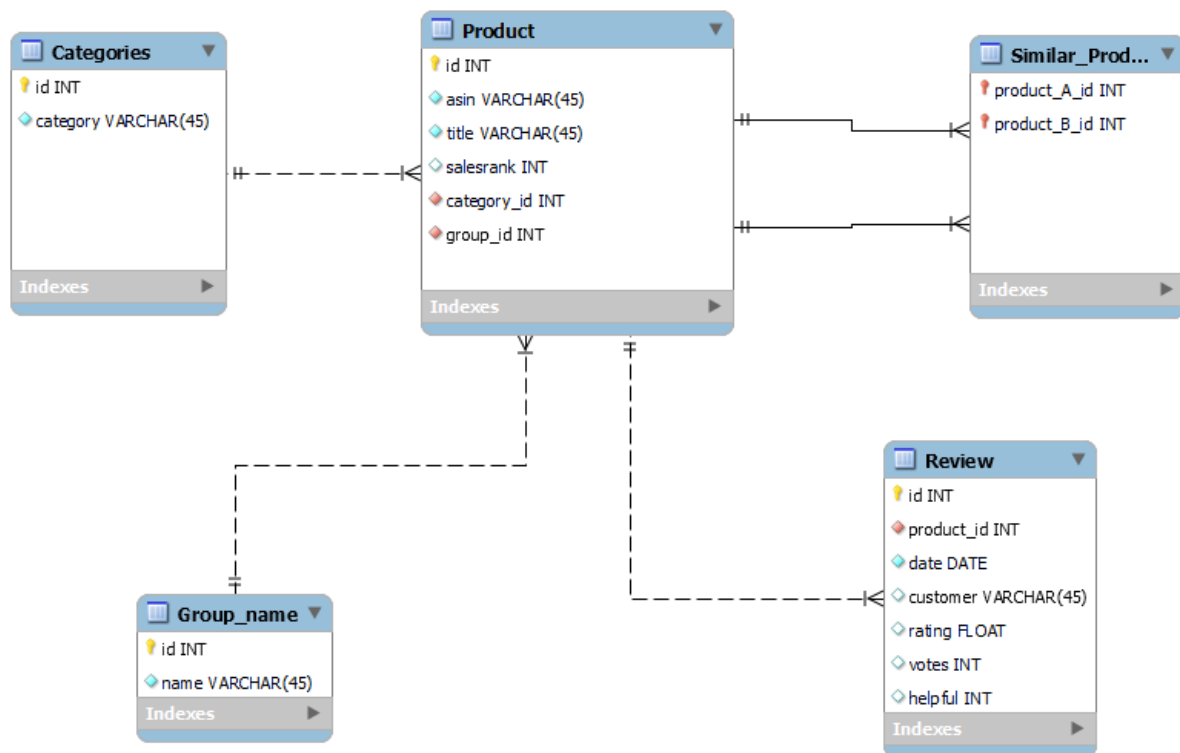 Categories
id INT
category VARCHAR(45)
Indexes
Product
id INT
asin VARCHAR(45)
title VARCHAR(45)
salesrank INT
category_id INT
group_id INT
Indexes
Similar_Prod...
product_A_id INT
product_B_id INT
Indexes
Group_name
id INT
name VARCHAR(45)
Indexes
Review
id INT
product_id INT
date DATE
customer VARCHAR(45)
rating FLOAT
votes INT
helpful INT
Indexes